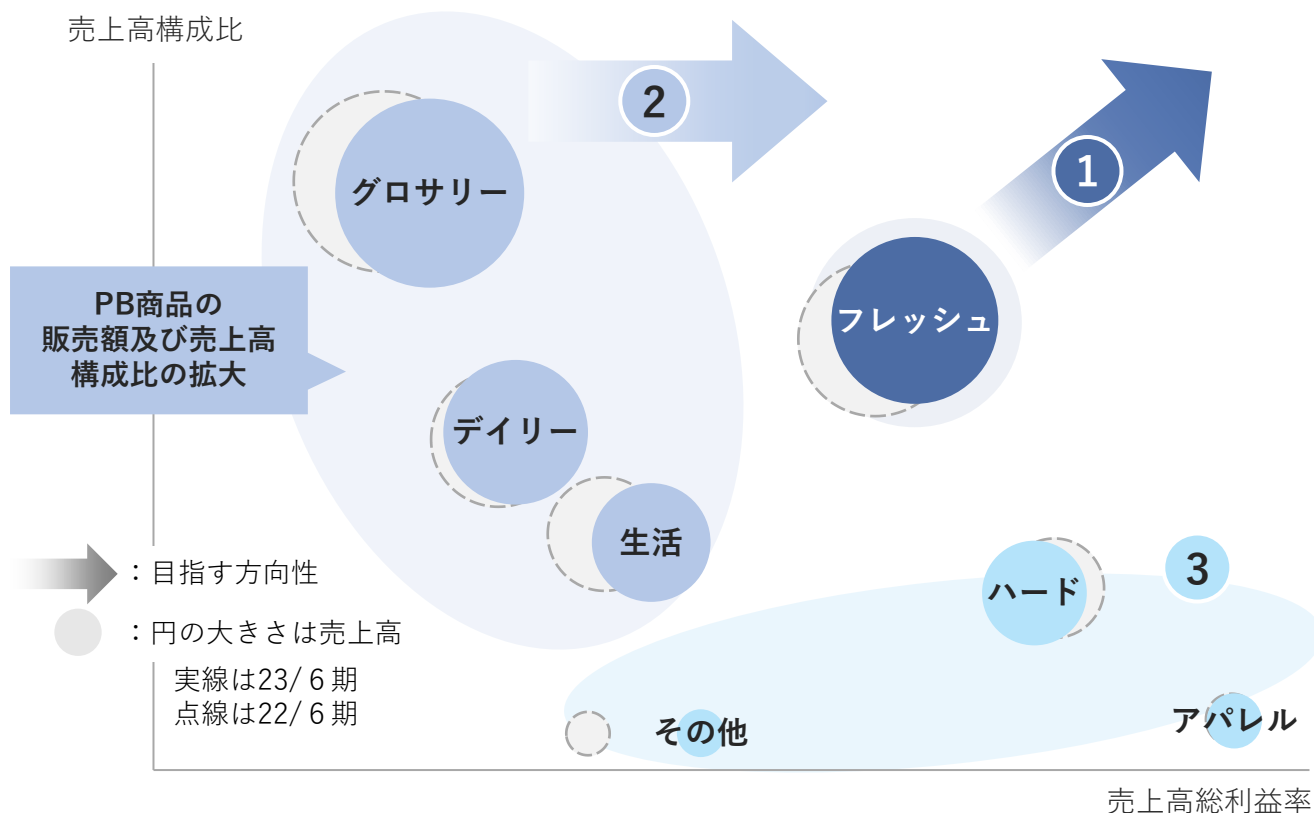 売上高構成比
2
1
グロサリー
フレッシュ
PB商品の
販売額及び売上高
構成比の拡大
デイリー
生活
：目指す方向性
ハード
3
：円の大きさは売上高
実線は23/６期
点線は22/６期
その他
アパレル
売上高総利益率